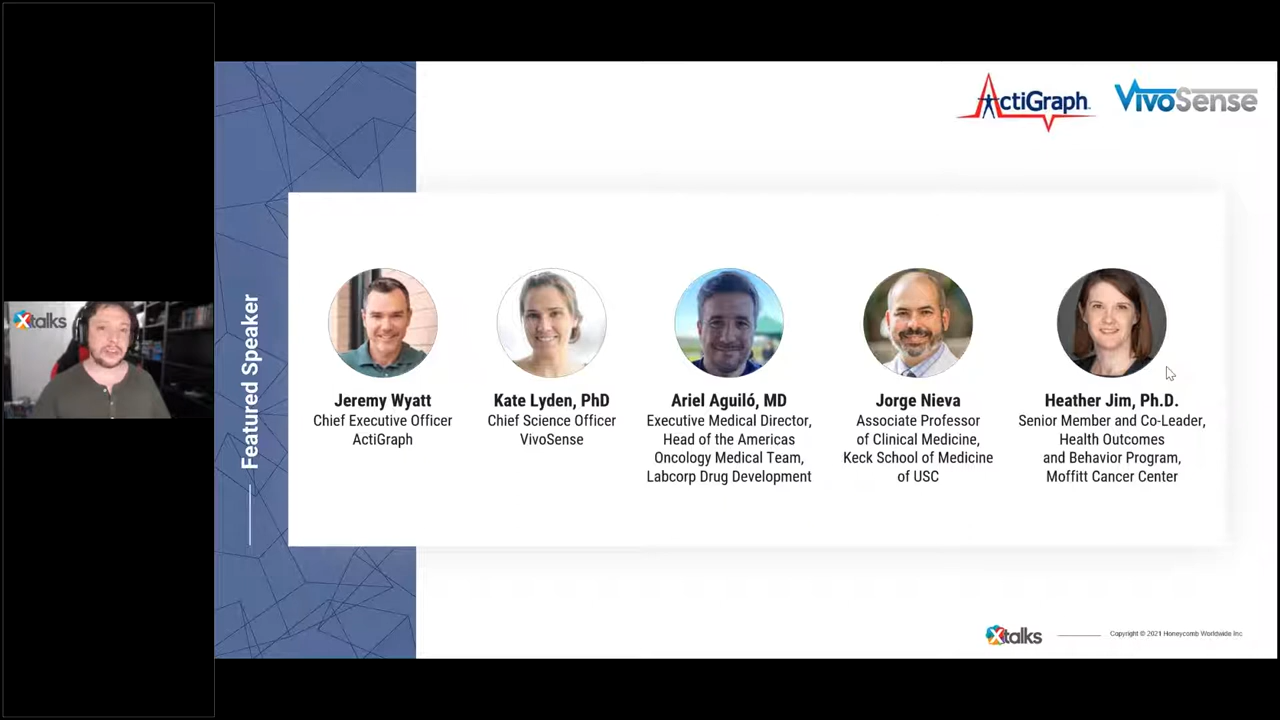 Xtalks
ActiGraph
VivoSense
Featured Speaker
Jeremy Wyatt
Chief Executive Officer
ActiGraph
Kate Lyden, PhD
Chief Science Officer
VivoSense
Ariel Aguiló, MD
Executive Medical Director,
Head of the Americas
Oncology Medical Team,
Labcorp Drug Development
Jorge Nieva
Associate Professor
of Clinical Medicine,
Keck School of Medicine
of USC
Heather Jim, Ph.D.
Senior Member and Co-Leader,
Health Outcomes
and Behavior Program,
Moffitt Cancer Center
Xtalks
Copyright © 2021 Honeycomb Worldwide Inc